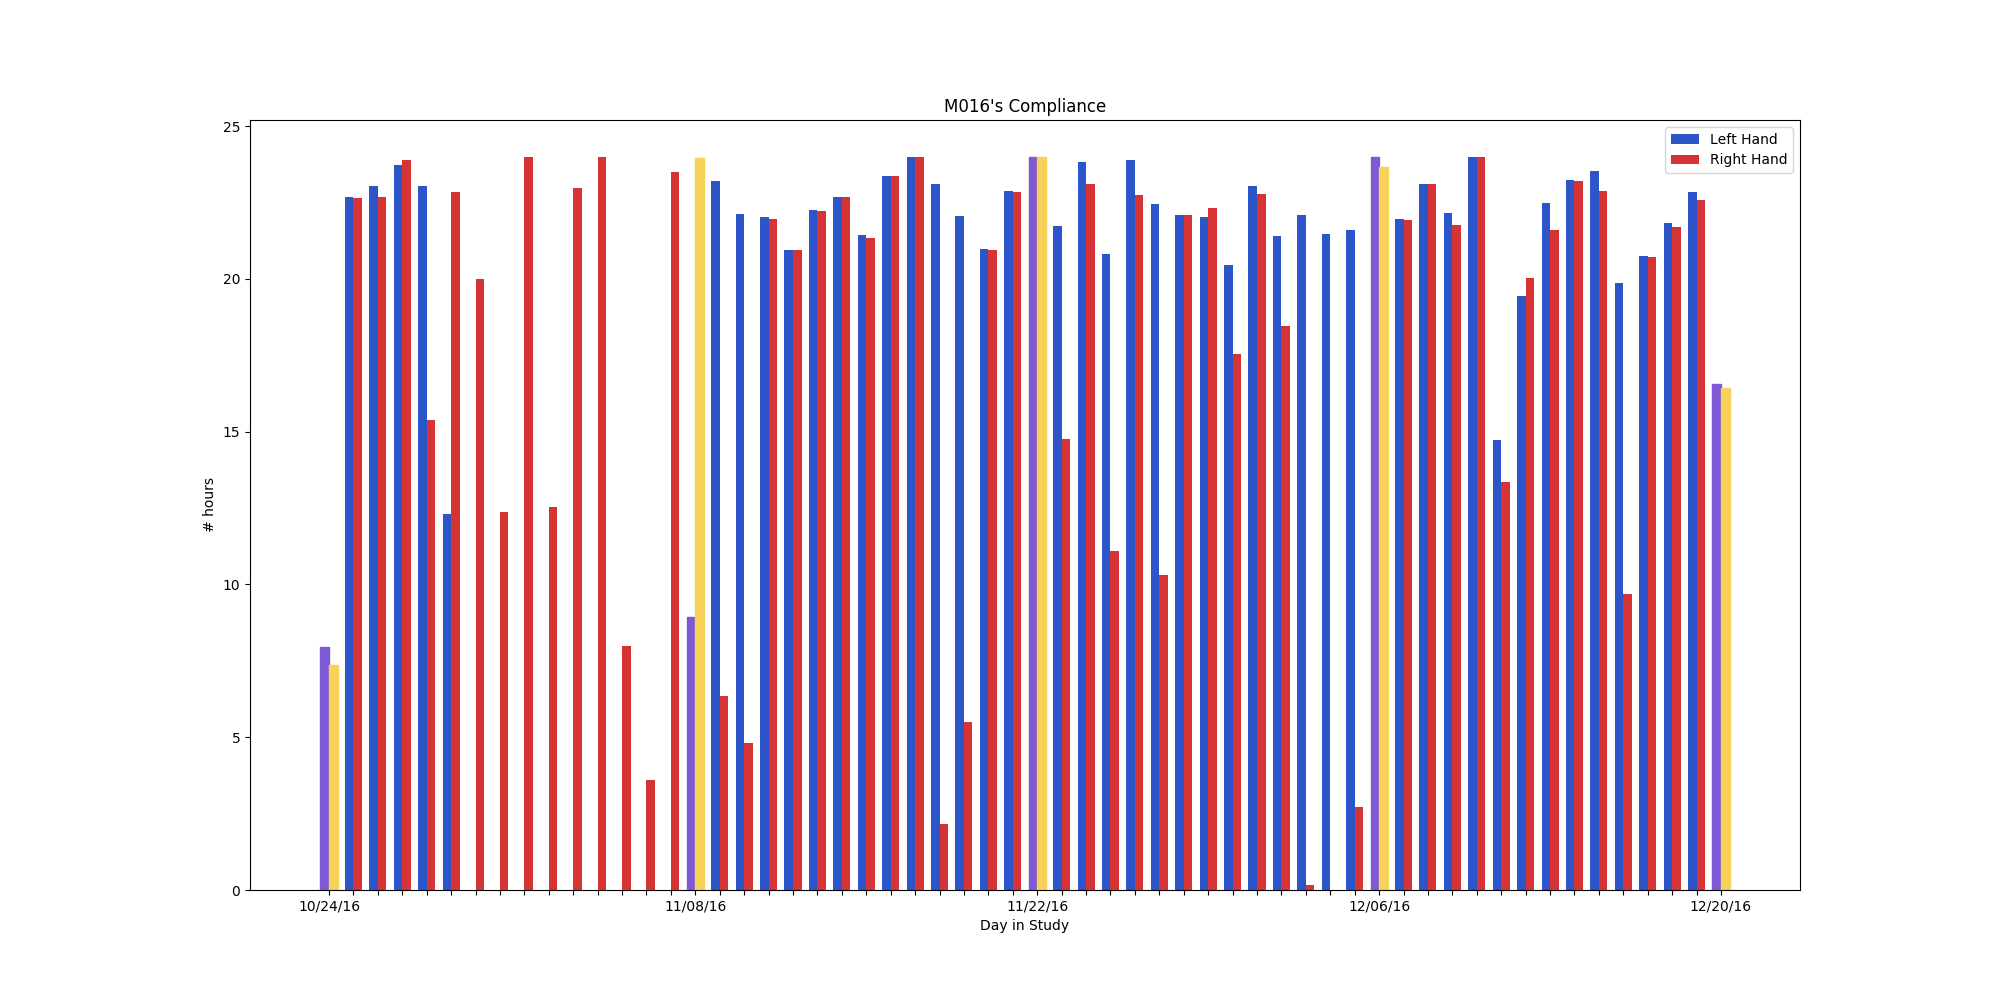 M016's Compliance
Left Hand
Right Hand
25
20
15
10
5
0
# hours
10/24/16 11/08/16 11/22/16 12/06/16 12/20/16
Day in Study